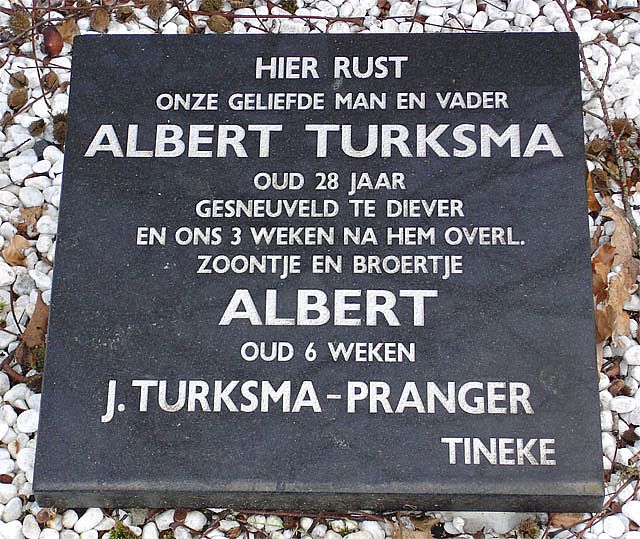 HIER RUST
ONZE GELIEFDE MAN EN VADER
ALBERT TURKSMA
OUD 28 JAAR
GESNEUVELD TE DIEVER
EN ONS 3 WEKEN NA HEM OVERL.
ZOONTJE EN BROERTJE
ALBERT
OUD 6 WEKEN
J. TURKSMA-PRANGER
TINEKE